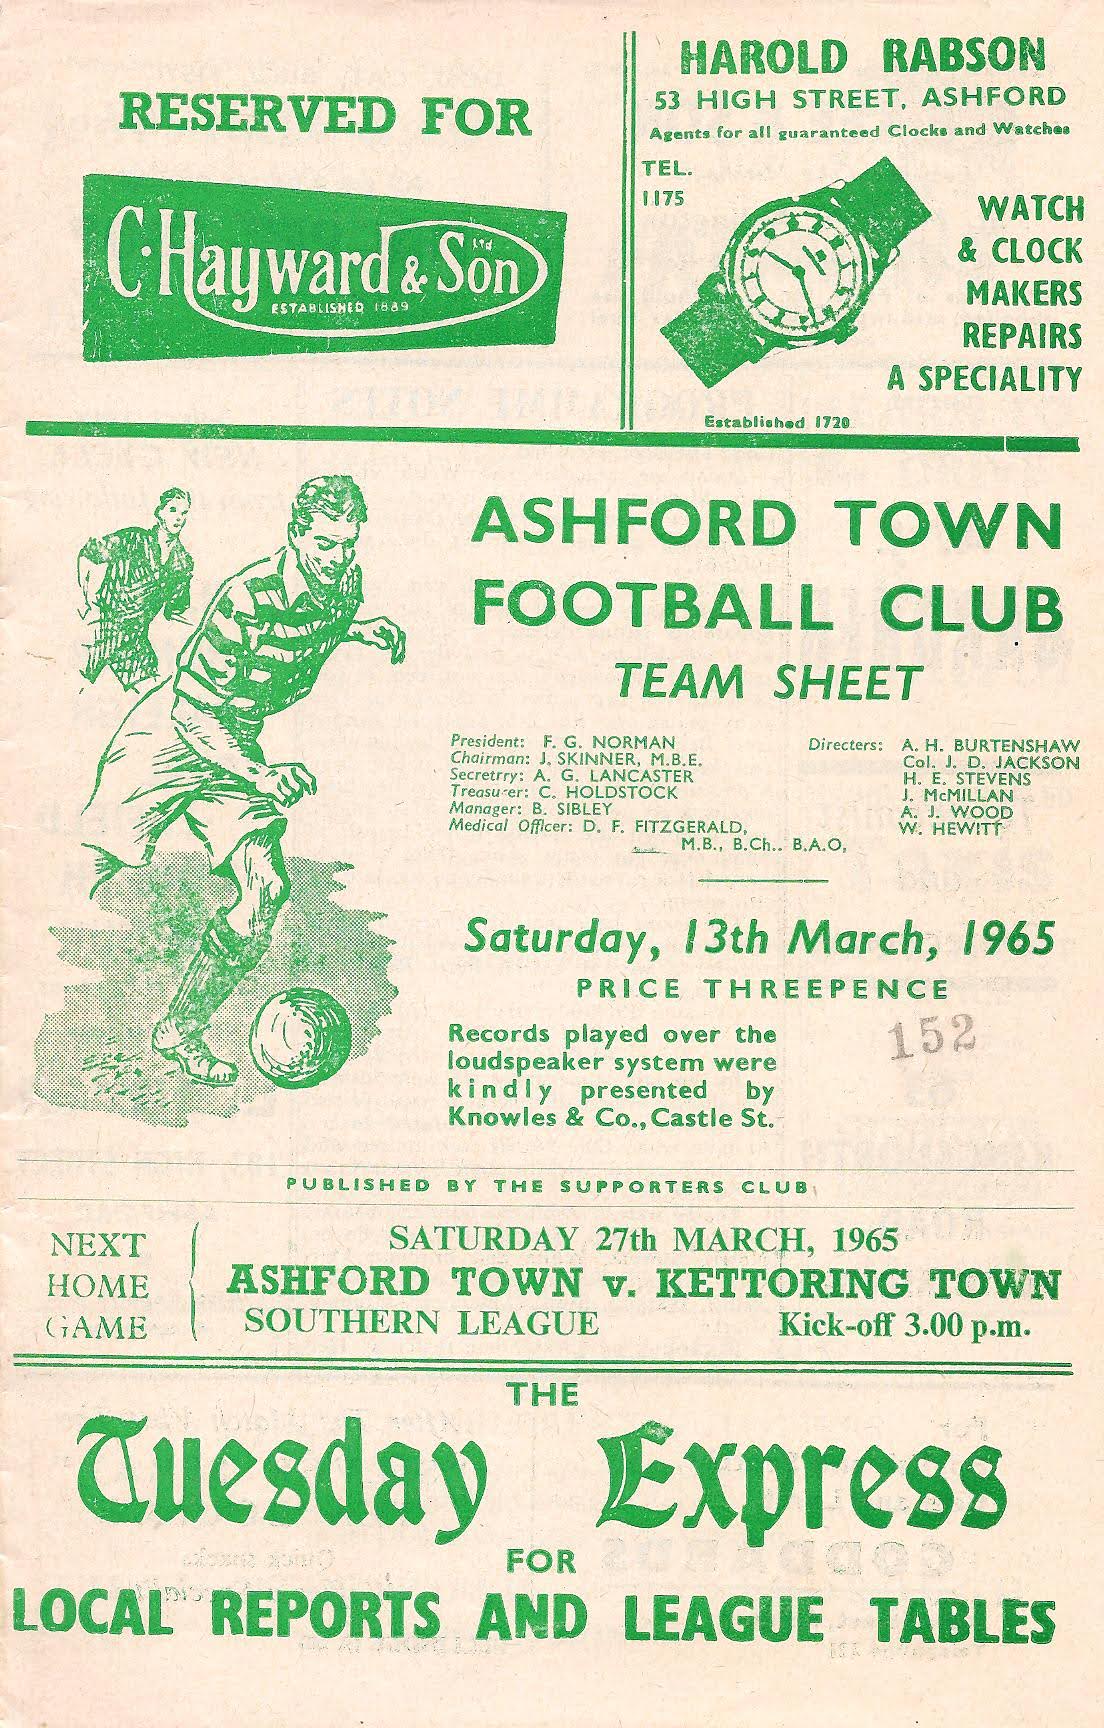 RESERVED FOR
C. Hayward & Son Ltd
ESTABLISHED 1889
HAROLD RABSON
53 HIGH STREET, ASHFORD
Agents for all guaranteed Clocks and Watches
TEL.
1175
WATCH
& CLOCK
MAKERS
REPAIRS
A SPECIALITY
Established 1720
ASHFORD TOWN
FOOTBALL CLUB
TEAM SHEET
President: F. G. NORMAN
Chairman: J. SKINNER, M.B.E.
Secretrry: A. G. LANCASTER
Treasurer: C. HOLDSTOCK
Manager: B. SIBLEY
Medical Officer: D. F. FITZGERALD,
M.B., B.Ch.. B.A.O,
Directers: A. H. BURTENSHAW
Col. J. D. JACKSON
H. E. STEVENS
J. McMILLAN
A. J. WOOD
W. HEWITT
Saturday, 13th March, 1965
PRICE THREEPENCE
Records played over the
loudspeaker system were
kindly presented by
Knowles & Co., Castle St.
152
PUBLISHED BY THE SUPPORTERS CLUB
NEXT
HOME
GAME
SATURDAY 27th MARCH, 1965
ASHFORD TOWN v. KETTORING TOWN
SOUTHERN LEAGUE Kick-off 3.00 p.m.
THE
Tuesday Express
FOR
LOCAL REPORTS AND LEAGUE TABLES